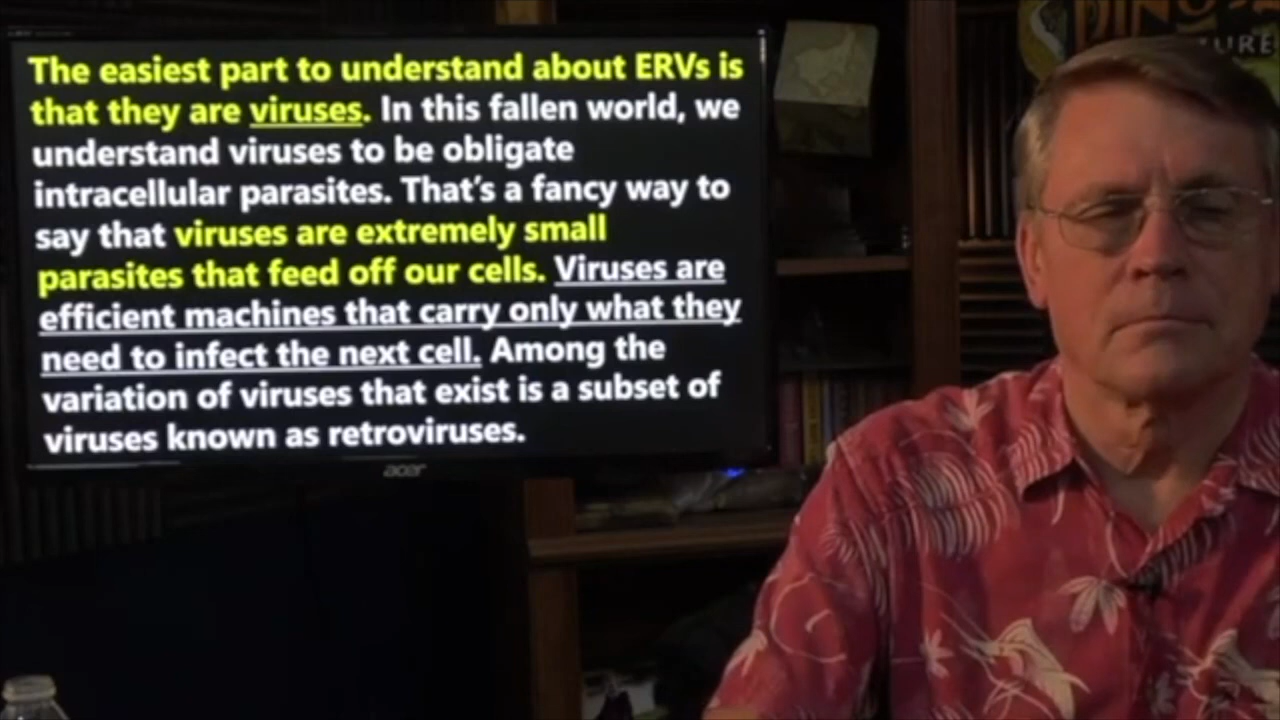 The easiest part to understand about ERVs is
that they are viruses. In this fallen world, we
understand viruses to be obligate
intracellular parasites. That's a fancy way to
say that viruses are extremely small
parasites that feed off our cells. Viruses are
efficient machines that carry only what they
need to infect the next cell. Among the
variation of viruses that exist is a subset of
viruses known as retroviruses.
acer